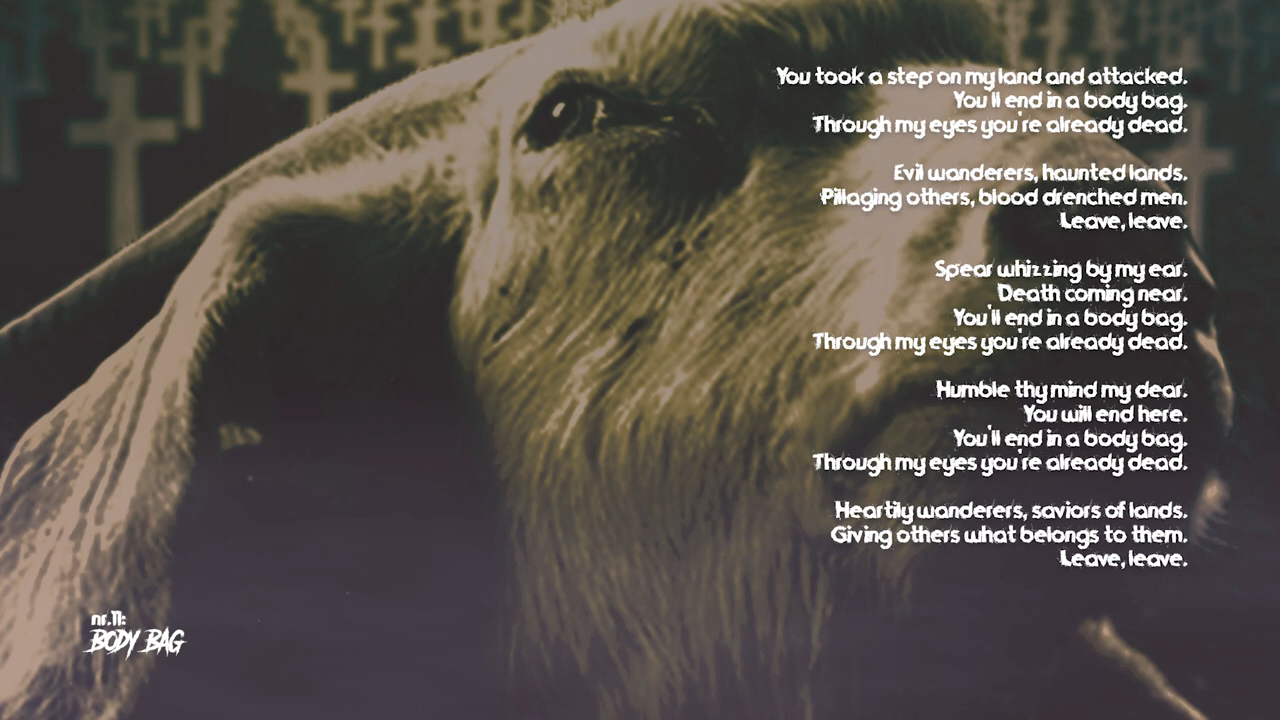 You took a step on my land and attacked.
You'll end in a body bag.
Through my eyes you're already dead.
Evil wanderers, haunted lands.
Pillaging others, blood drenched men.
Leave, leave.
Spear whizzing by my ear.
Death coming near.
You'll end in a body bag.
Through my eyes you're already dead.
Humble thy mind my dear.
You will end here.
You'll end in a body bag.
Through my eyes you're already dead.
Heartily wanderers, saviors of lands.
Giving others what belongs to them.
Leave, leave.
nr.11:
BODY BAG